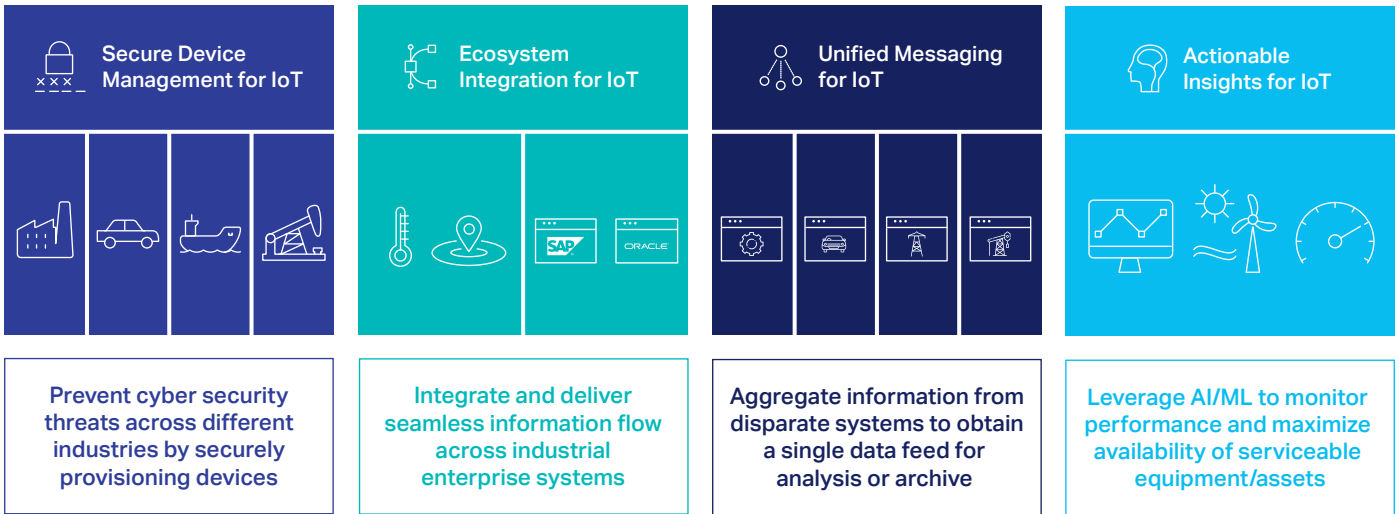 Secure Device
Management for IoT
Ecosystem
Integration for IoT
Unified Messaging
for IoT
Actionable
Insights for IoT
SAP
ORACLE
Prevent cyber security
threats across different
industries by securely
provisioning devices
Integrate and deliver
seamless information flow
across industrial
enterprise systems
Aggregate information from
disparate systems to obtain
a single data feed for
analysis or archive
Leverage AI/ML to monitor
performance and maximize
availability of serviceable
equipment/assets